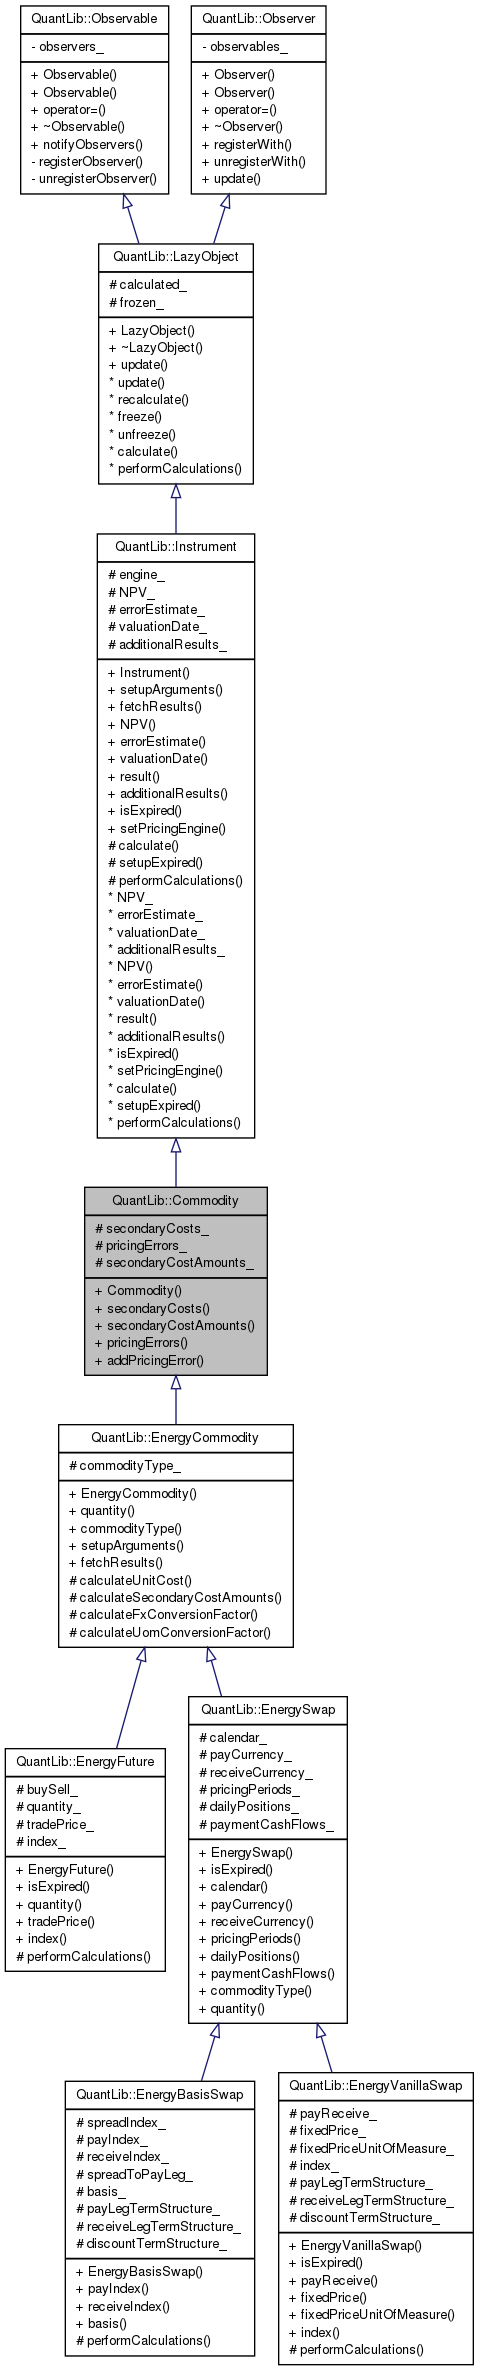 QuantLib::Observable
- observers_
+ Observable()
+ Observable()
+ operator=()
+ ~Observable()
+ notifyObservers()
- registerObserver()
- unregisterObserver()
QuantLib::Observer
- observables_
+ Observer()
+ Observer()
+ operator=()
+ ~Observer()
+ registerWith()
+ unregisterWith()
+ update()
QuantLib::LazyObject
# calculated_
# frozen_
+ LazyObject()
+ ~LazyObject()
+ update()
* update()
* recalculate()
* freeze()
* unfreeze()
* calculate()
* performCalculations()
QuantLib::Instrument
# engine_
# NPV_
# errorEstimate_
# valuationDate_
# additionalResults_
+ Instrument()
+ setupArguments()
+ fetchResults()
+ NPV()
+ errorEstimate()
+ valuationDate()
+ result()
+ additionalResults()
+ isExpired()
+ setPricingEngine()
# calculate()
# setupExpired()
# performCalculations()
* NPV_
* errorEstimate_
* valuationDate_
* additionalResults_
* NPV()
* errorEstimate()
* valuationDate()
* result()
* additionalResults()
* isExpired()
* setPricingEngine()
* calculate()
* setupExpired()
* performCalculations()
QuantLib::Commodity
# secondaryCosts_
# pricingErrors_
# secondaryCostAmounts_
+ Commodity()
+ secondaryCosts()
+ secondaryCostAmounts()
+ pricingErrors()
+ addPricingError()
QuantLib::EnergyCommodity
# commodityType_
+ EnergyCommodity()
+ quantity()
+ commodityType()
+ setupArguments()
+ fetchResults()
# calculateUnitCost()
# calculateSecondaryCostAmounts()
# calculateFxConversionFactor()
# calculateUomConversionFactor()
QuantLib::EnergyFuture
# buySell_
# quantity_
# tradePrice_
# index_
+ EnergyFuture()
+ isExpired()
+ quantity()
+ tradePrice()
+ index()
# performCalculations()
QuantLib::EnergySwap
# calendar_
# payCurrency_
# receiveCurrency_
# pricingPeriods_
# dailyPositions_
# paymentCashFlows_
+ EnergySwap()
+ isExpired()
+ calendar()
+ payCurrency()
+ receiveCurrency()
+ pricingPeriods()
+ dailyPositions()
+ paymentCashFlows()
+ commodityType()
+ quantity()
QuantLib::EnergyBasisSwap
# spreadIndex_
# payIndex_
# receiveIndex_
# spreadToPayLeg_
# basis_
# payLegTermStructure_
# receiveLegTermStructure_
# discountTermStructure_
+ EnergyBasisSwap()
+ payIndex()
+ receiveIndex()
+ basis()
# performCalculations()
QuantLib::EnergyVanillaSwap
# payReceive_
# fixedPrice_
# fixedPriceUnitOfMeasure_
# index_
# payLegTermStructure_
# receiveLegTermStructure_
# discountTermStructure_
+ EnergyVanillaSwap()
+ isExpired()
+ payReceive()
+ fixedPrice()
+ fixedPriceUnitOfMeasure()
+ index()
# performCalculations()